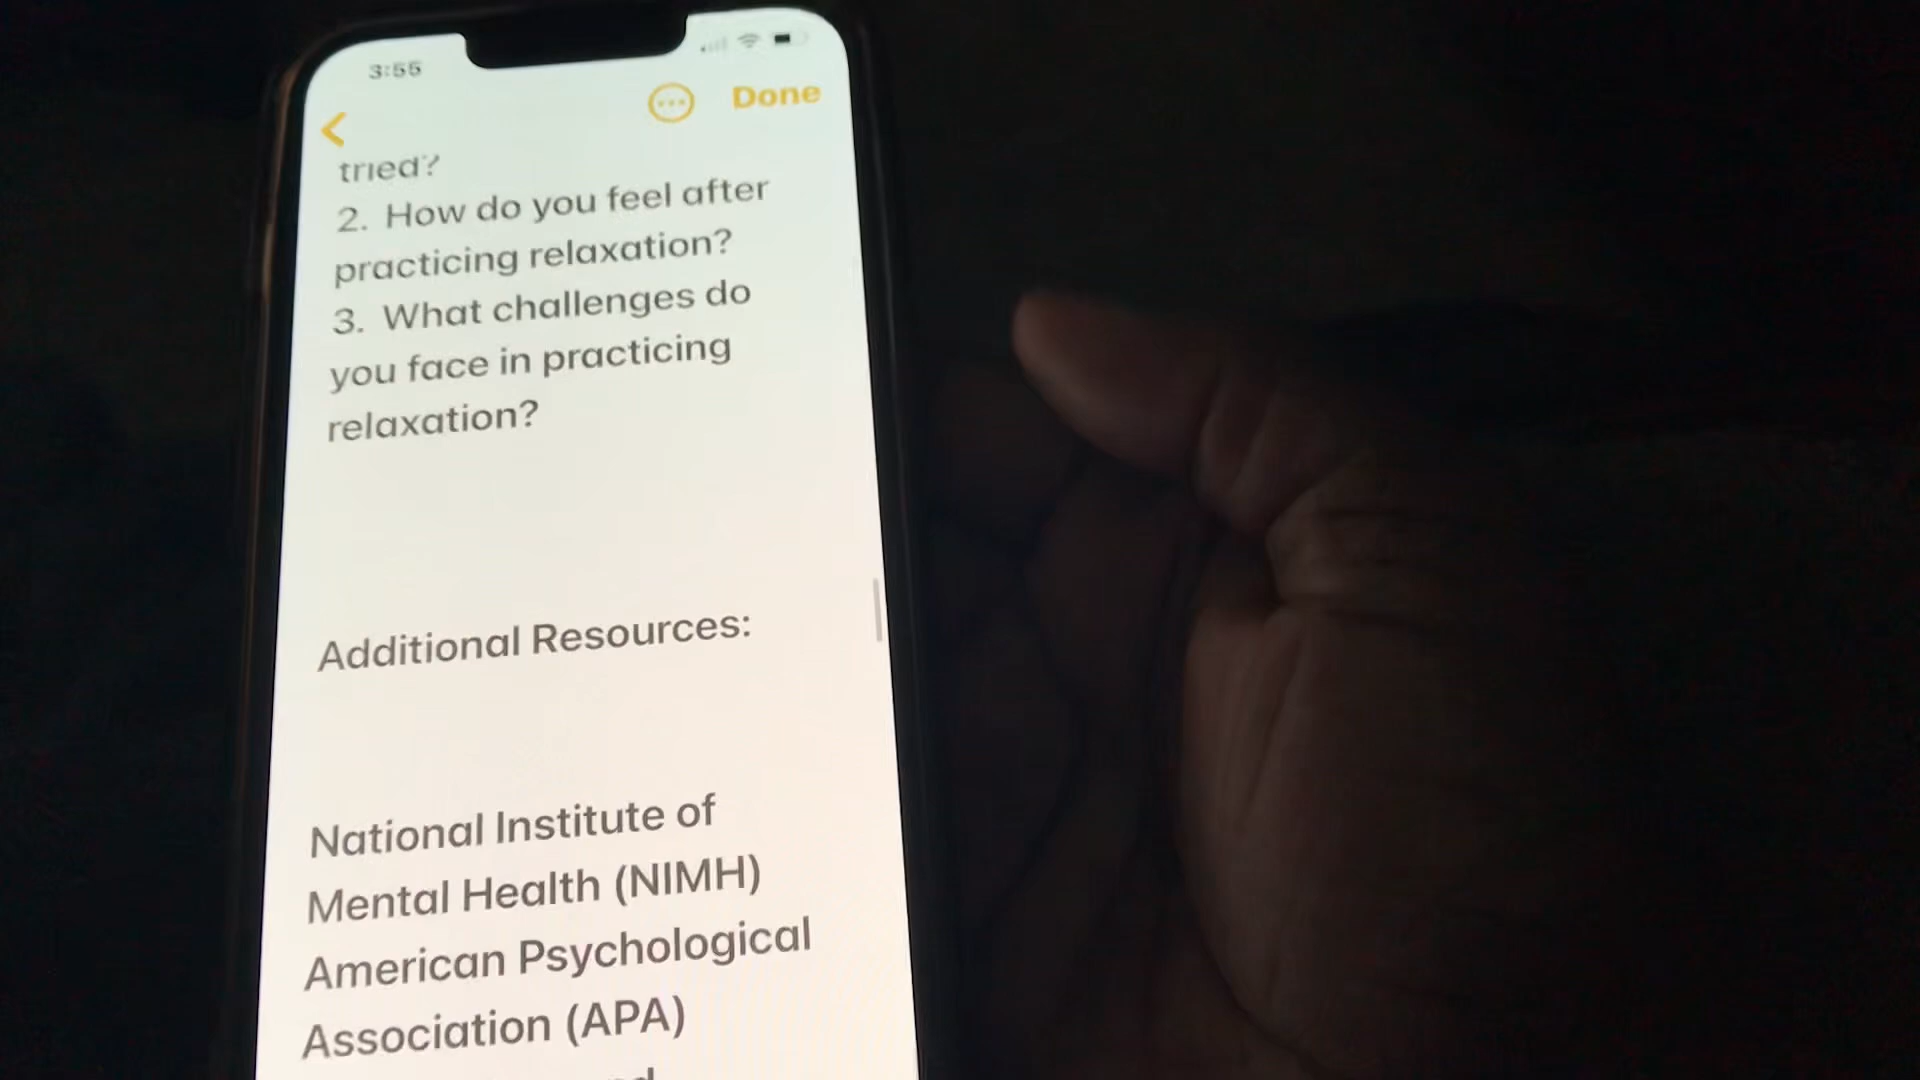 3:55
Done
tried?
2. How do you feel after
practicing relaxation?
3. What challenges do
you face in practicing
relaxation?
Additional Resources:
National Institute of
Mental Health (NIMH)
American Psychological
Association (APA)